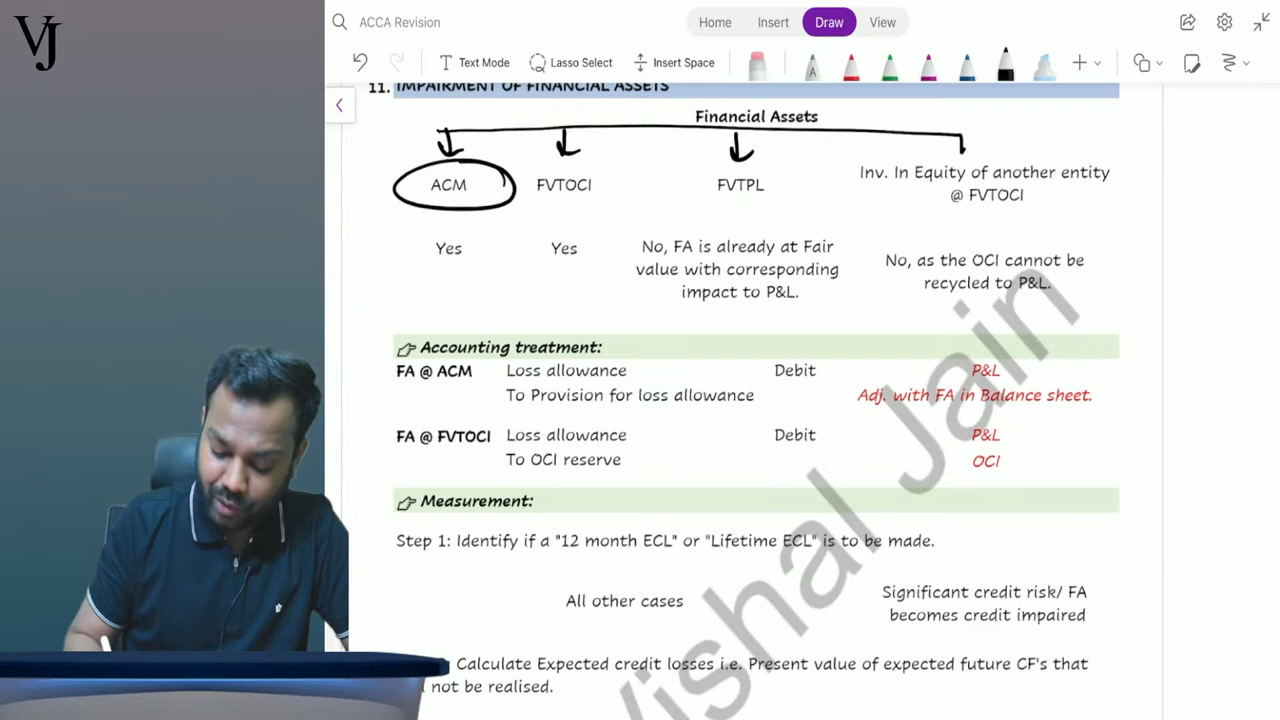 VJ
ACCA Revision
Home Insert Draw View
Text Mode Lasso Select Insert Space
11. IMPAIRMENT OF FINANCIAL ASSETS
Financial Assets
ACM FVTOCI FVTPL Inv. In Equity of another entity
@ FVTOCI
Yes Yes No, FA is already at Fair
value with corresponding
impact to P&L.
No, as the OCI cannot be
recycled to P&L.
Accounting treatment:
FA @ ACM Loss allowance Debit P&L
To Provision for loss allowance Adj. with FA in Balance sheet.
FA @ FVTOCI Loss allowance Debit P&L
To OCI reserve OCI
Measurement:
Step 1: Identify if a "12 month ECL" or "Lifetime ECL" is to be made.
All other cases
Significant credit risk/ FA
becomes credit impaired
: Calculate Expected credit losses i.e. Present value of expected future CF's that
not be realised.
Vishal Jain